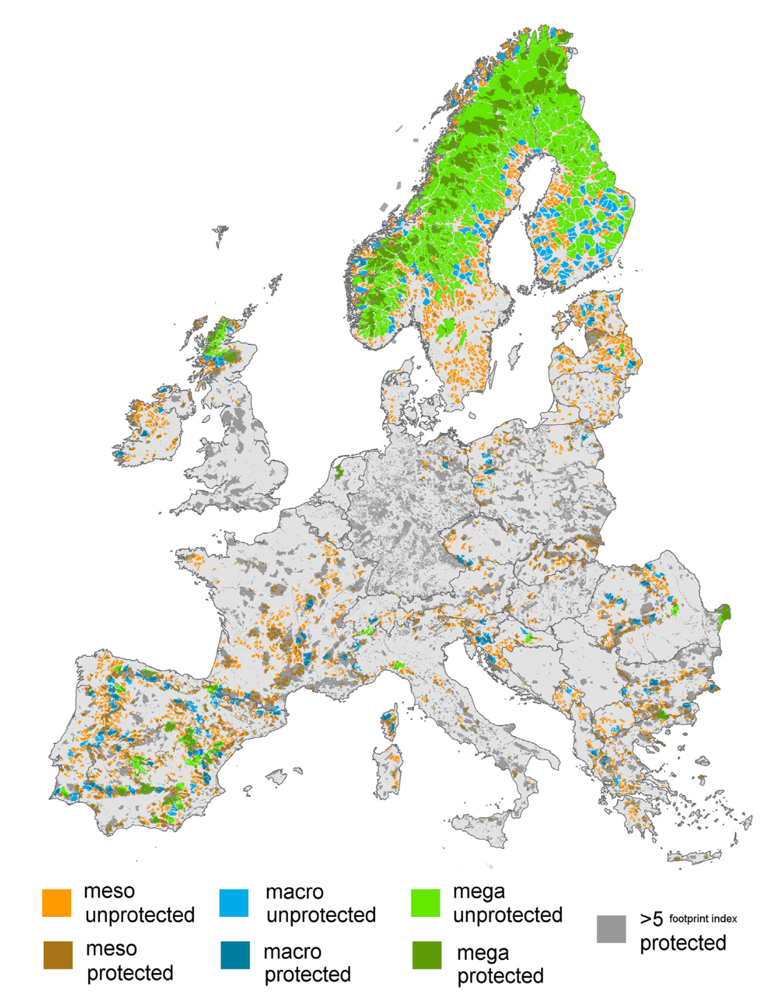 meso
unprotected
macro
unprotected
mega
unprotected
>5 footprint index
protected
meso
protected
macro
protected
mega
protected